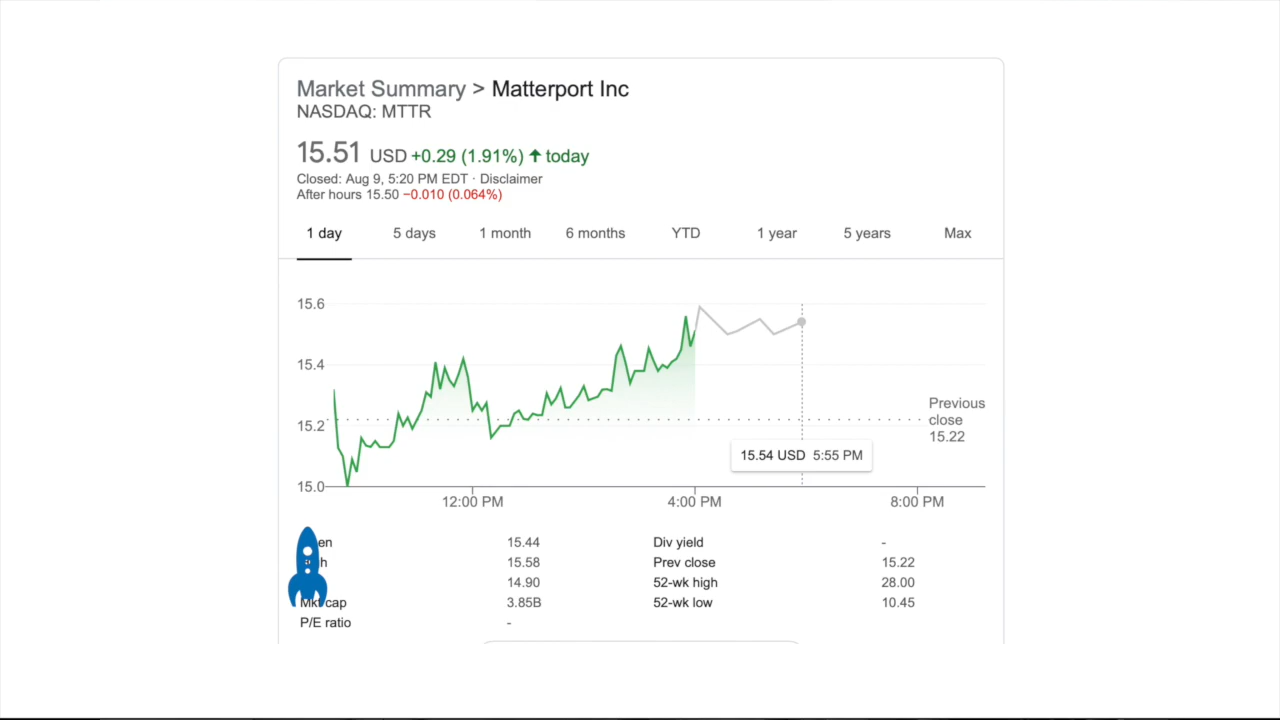 Market Summary > Matterport Inc
NASDAQ: MTTR
15.51 USD +0.29 (1.91%) ↑ today
Closed: Aug 9, 5:20 PM EDT · Disclaimer
After hours 15.50 −0.010 (0.064%)
1 day 5 days 1 month 6 months YTD 1 year 5 years Max
15.6
15.4
15.2
15.0
Previous
close
15.22
15.54 USD 5:55 PM
12:00 PM 4:00 PM 8:00 PM
15.44 Div yield -
15.58 Prev close 15.22
14.90 52-wk high 28.00
Mkt cap 3.85B 52-wk low 10.45
P/E ratio -